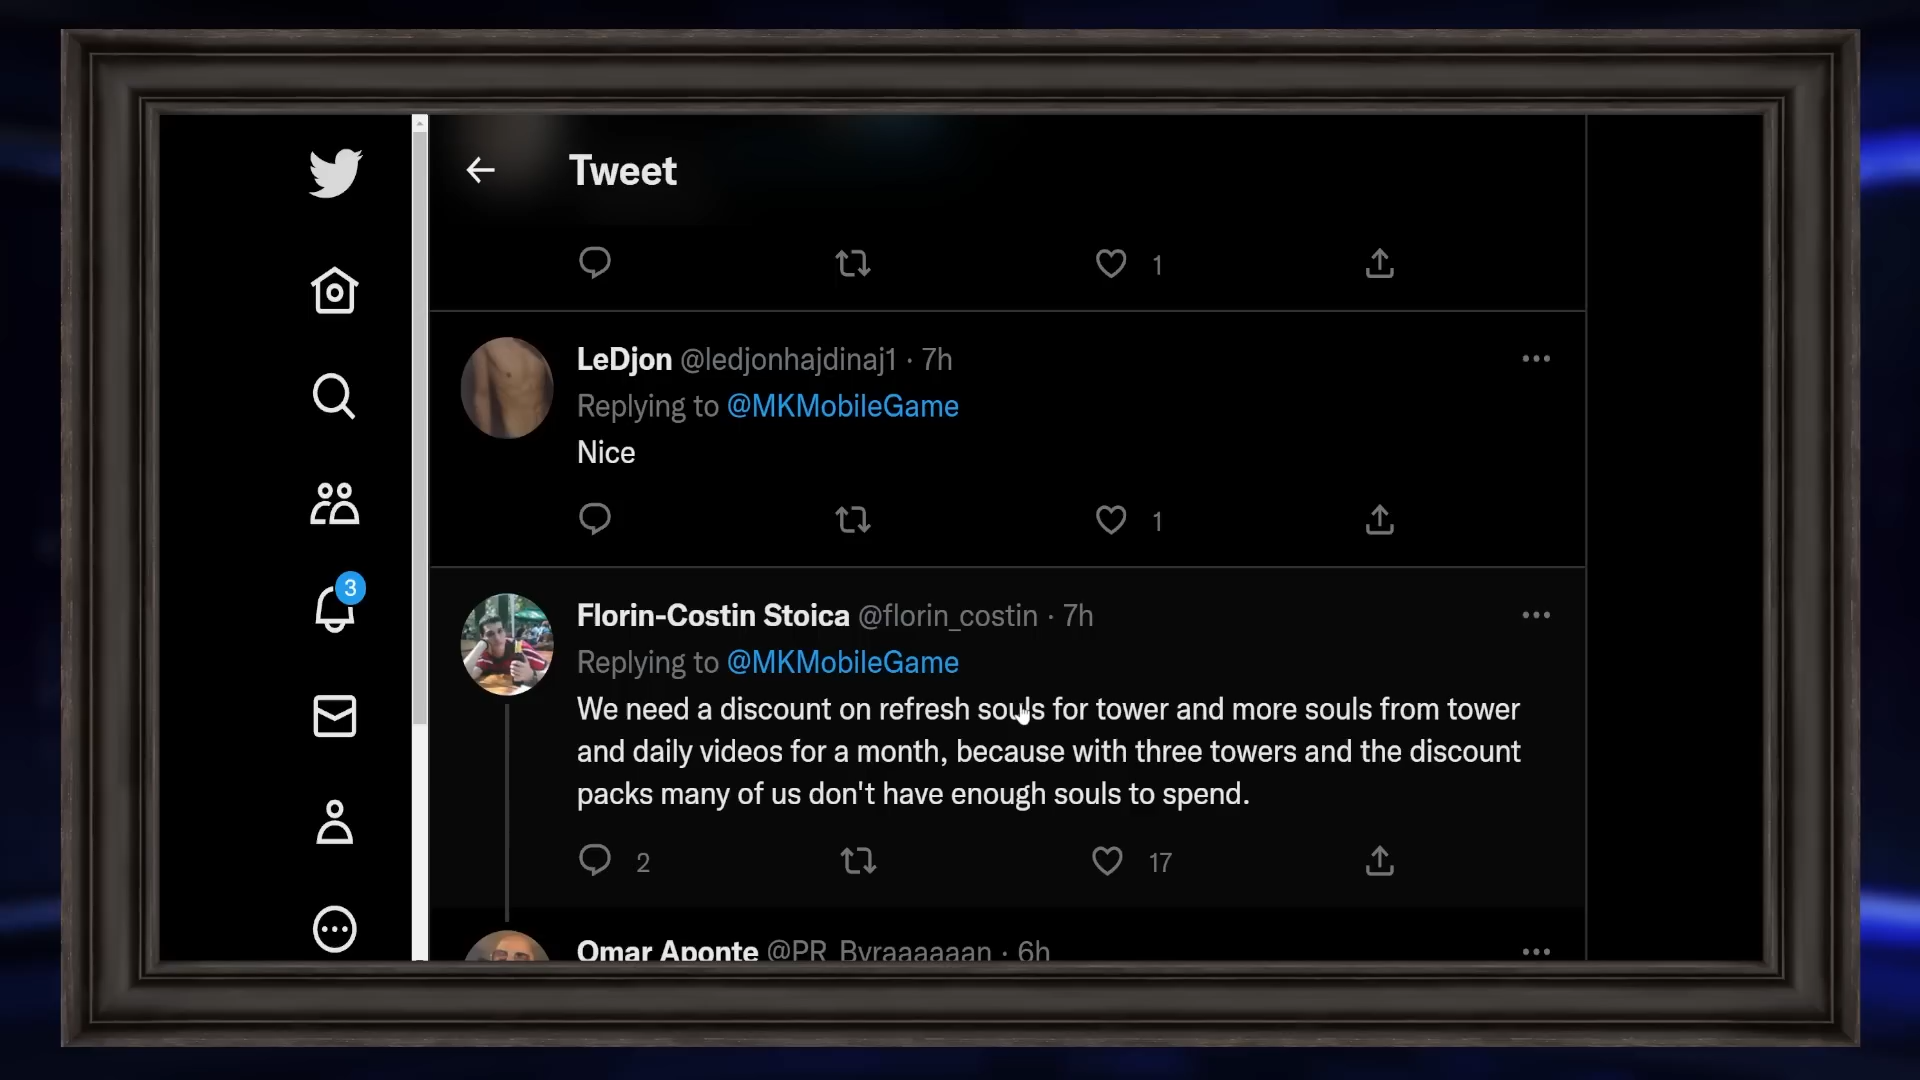 Tweet
1
LeDjon @ledjonhajdinaj1 · 7h
Replying to @MKMobileGame
Nice
1
3
Florin-Costin Stoica @florin_costin · 7h
Replying to @MKMobileGame
We need a discount on refresh souls for tower and more souls from tower
and daily videos for a month, because with three towers and the discount
packs many of us don't have enough souls to spend.
2 17
Omar Aponte @PR_Byraaaaaan · 6h